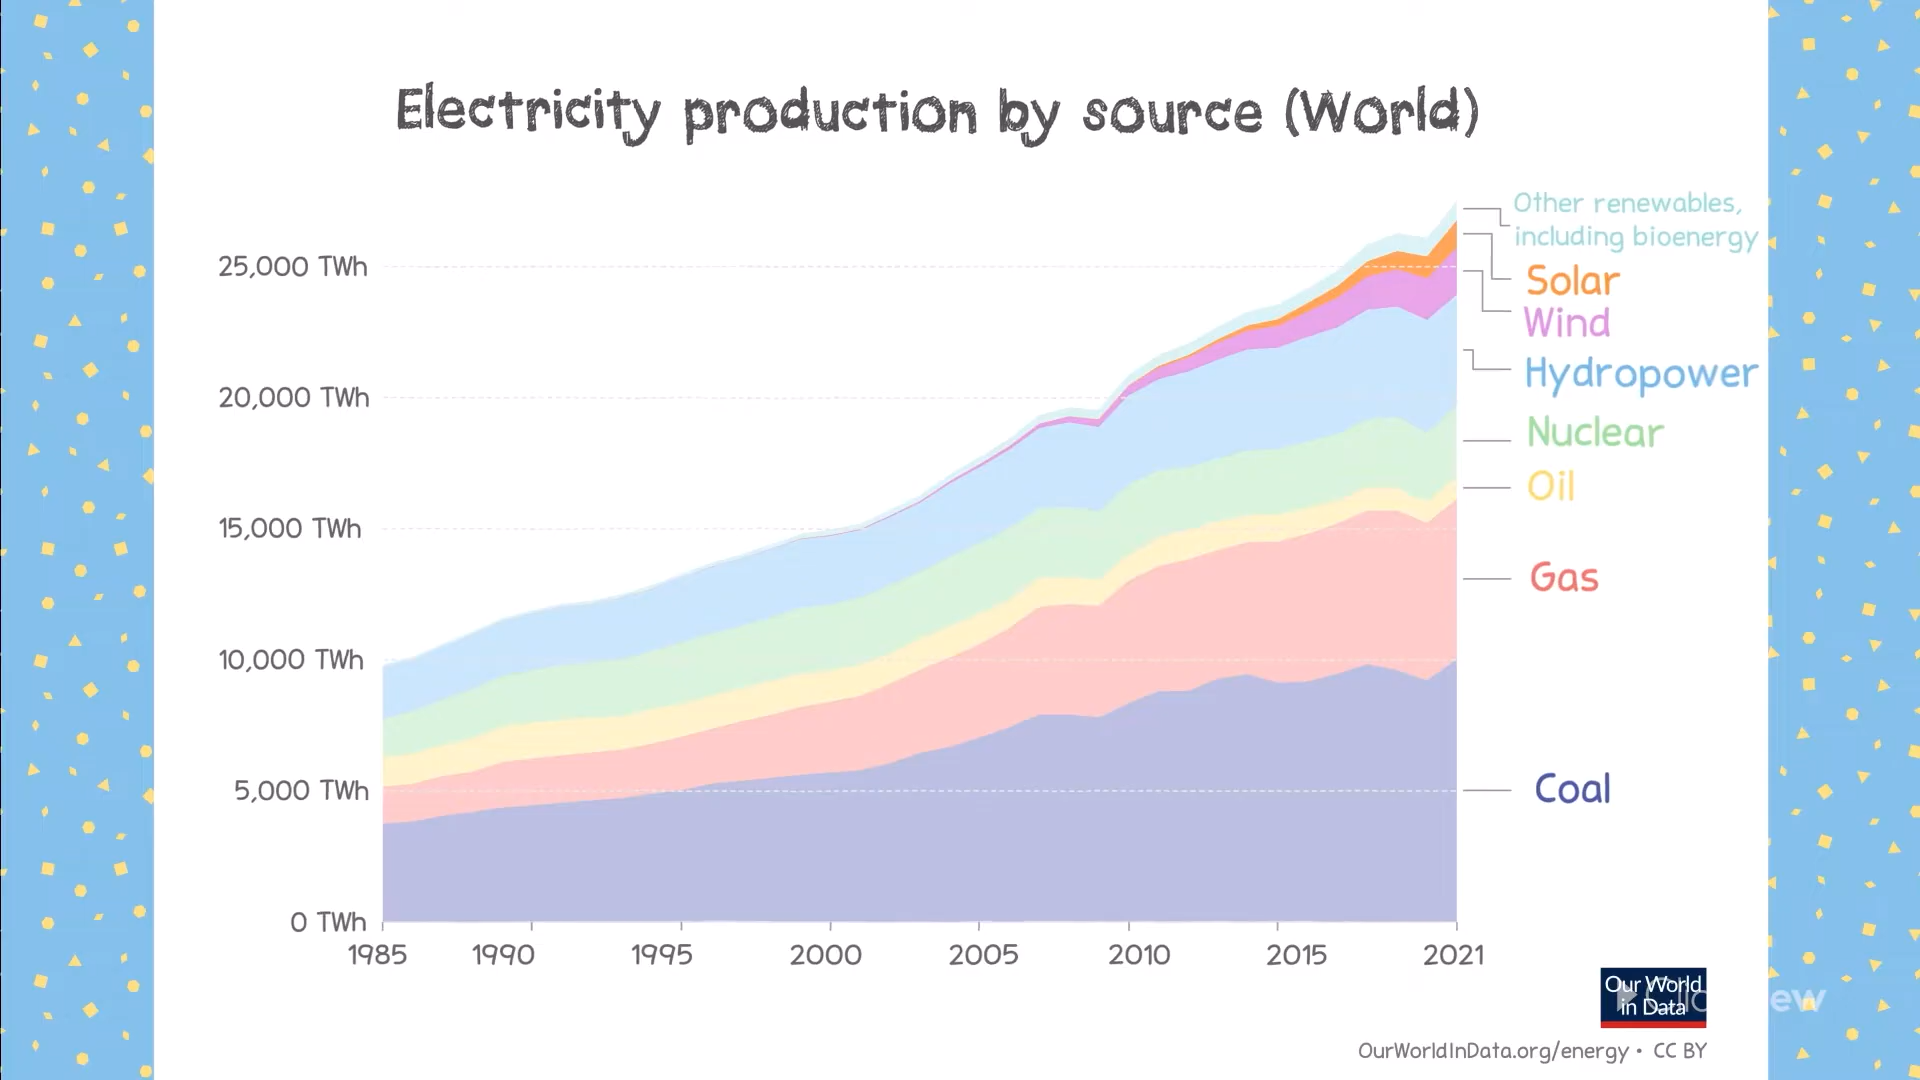 Electricity production by source (World)
Other renewables,
including bioenergy
25,000 TWh
Solar
Wind
Hydropower
20,000 TWh
Nuclear
Oil
15,000 TWh
Gas
10,000 TWh
5,000 TWh
Coal
0 TWh
1985 1990 1995 2000 2005 2010 2015 2021
Our World
in Data
OurWorldInData.org/energy • CC BY